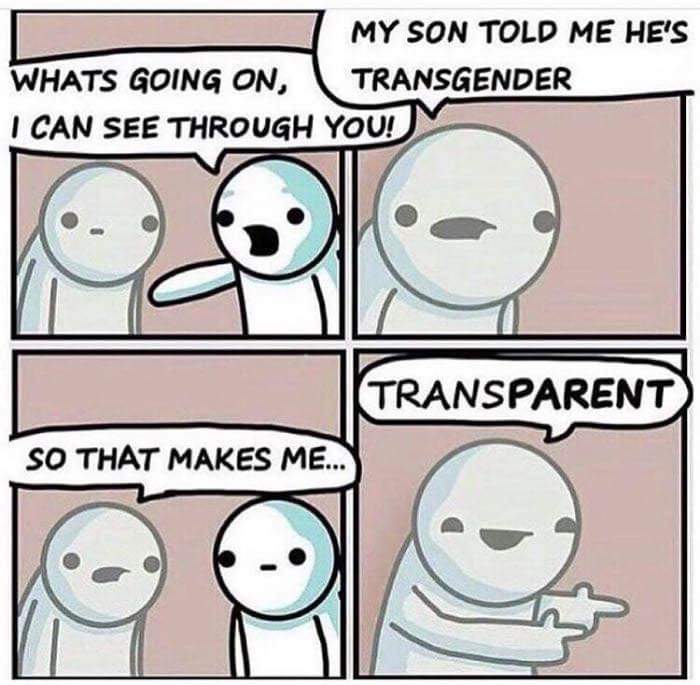 WHATS GOING ON,
I CAN SEE THROUGH YOU!
MY SON TOLD ME HE'S
TRANSGENDER
SO THAT MAKES ME...
TRANSPARENT